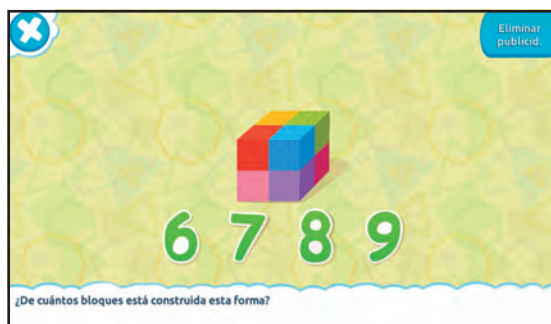 Eliminar
publicid.
6 7 8 9
¿De cuántos bloques está construida esta forma?